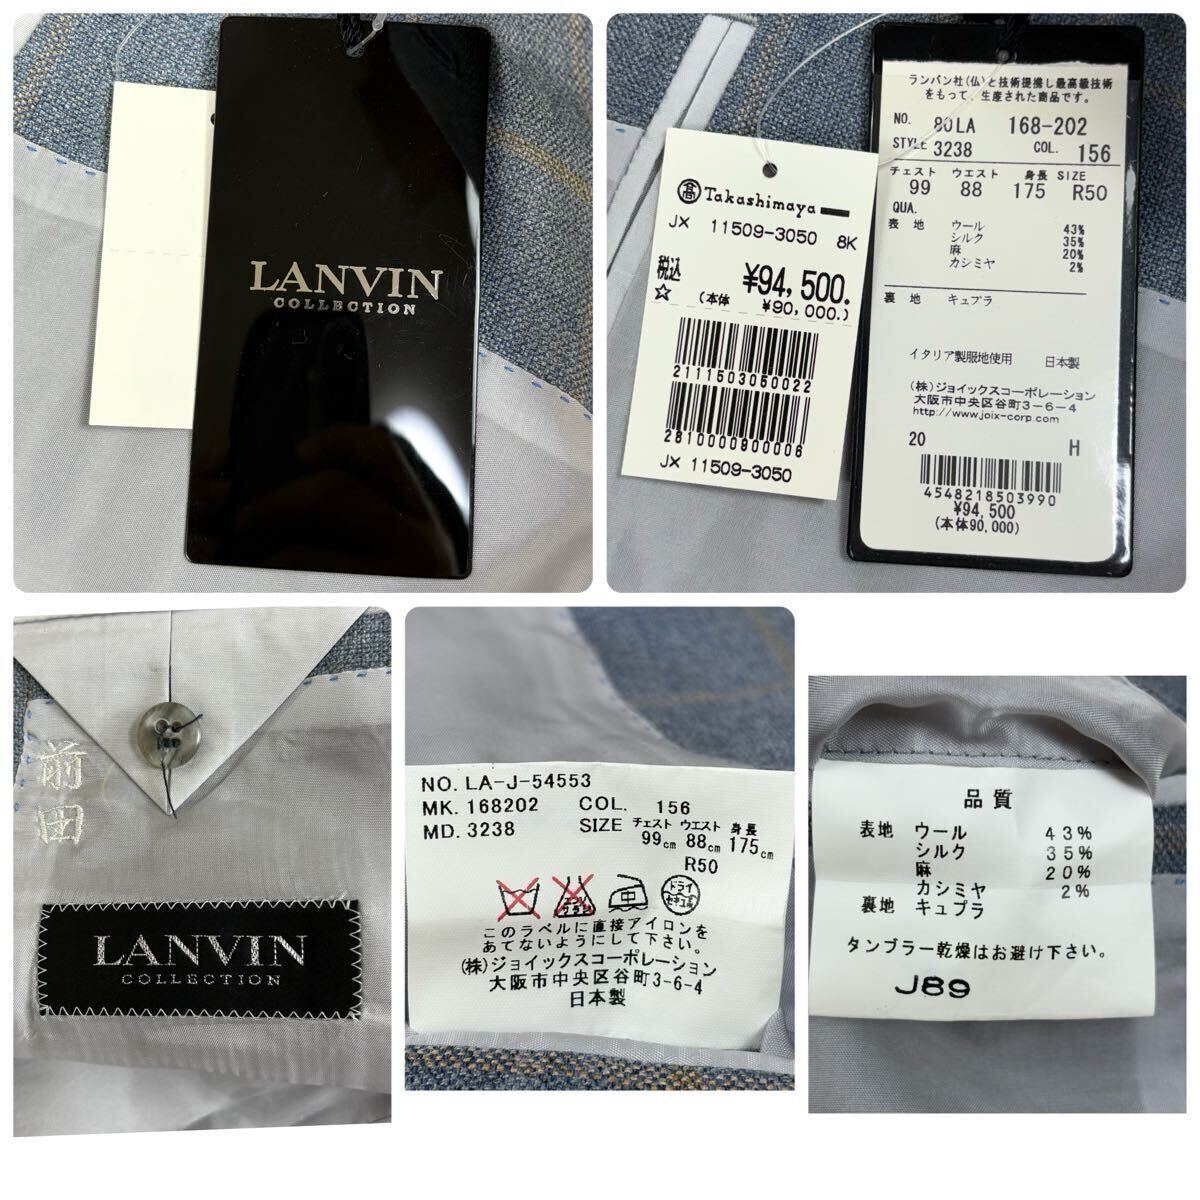 LANVIN
COLLECTION
髙 Takashimaya
JX 11509-3050 8K
税込 ¥94,500.
☆ (本体 ¥90,000.)
2111503050022
2810000900006
JX 11509-3050
ランバン社(仏)と技術提携し最高級技術
をもって、生産された商品です。
NO. 80LA 168-202
STYLE 3238 COL. 156
チェスト ウエスト 身長 SIZE
99 88 175 R50
QUA.
表 地 ウール 43%
シルク 35%
麻 20%
カシミヤ 2%
裏 地 キュプラ
イタリア製服地使用 日本製
(株)ジョイックスコーポレーション
大阪市中央区谷町3-6-4
http://www.joix-corp.com
20 H
4548218503990
¥94,500
(本体90,000)
前田
LANVIN
COLLECTION
NO. LA-J-54553
MK. 168202 COL. 156
MD. 3238 SIZE チェスト ウエスト 身長
99cm 88cm 175cm
R50
ブラシ 中 ドライ セキユ系
このラベルに直接アイロンを
あてないようにして下さい。
(株)ジョイックスコーポレーション
大阪市中央区谷町3-6-4
日本製
品質
表地 ウール 43%
シルク 35%
麻 20%
カシミヤ 2%
裏地 キュプラ
タンブラー乾燥はお避け下さい。
J89